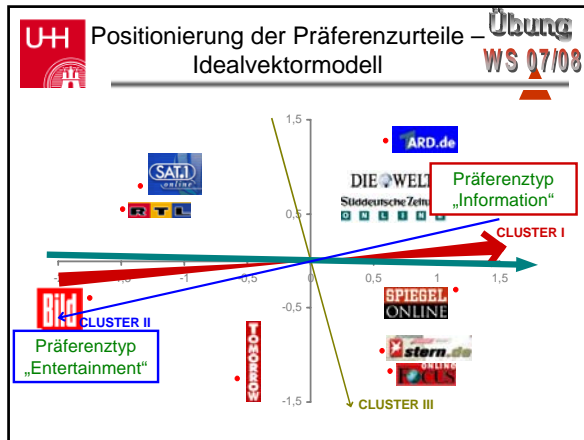 UHH
Positionierung der Präferenzurteile –
Idealvektormodell
Übung
WS 07/08
1,5
ARD.de
SAT.1
online
DIE WELT
Süddeutsche Zeitung
ONLINE
Präferenztyp
„Information“
RTL
0,5
CLUSTER I
-1
0
0,5
1
1,5
-0,5
SPIEGEL
ONLINE
Bild
CLUSTER II
Präferenztyp
„Entertainment“
TOMORROW
stern.de
ONLINE
FOCUS
-1,5
CLUSTER III